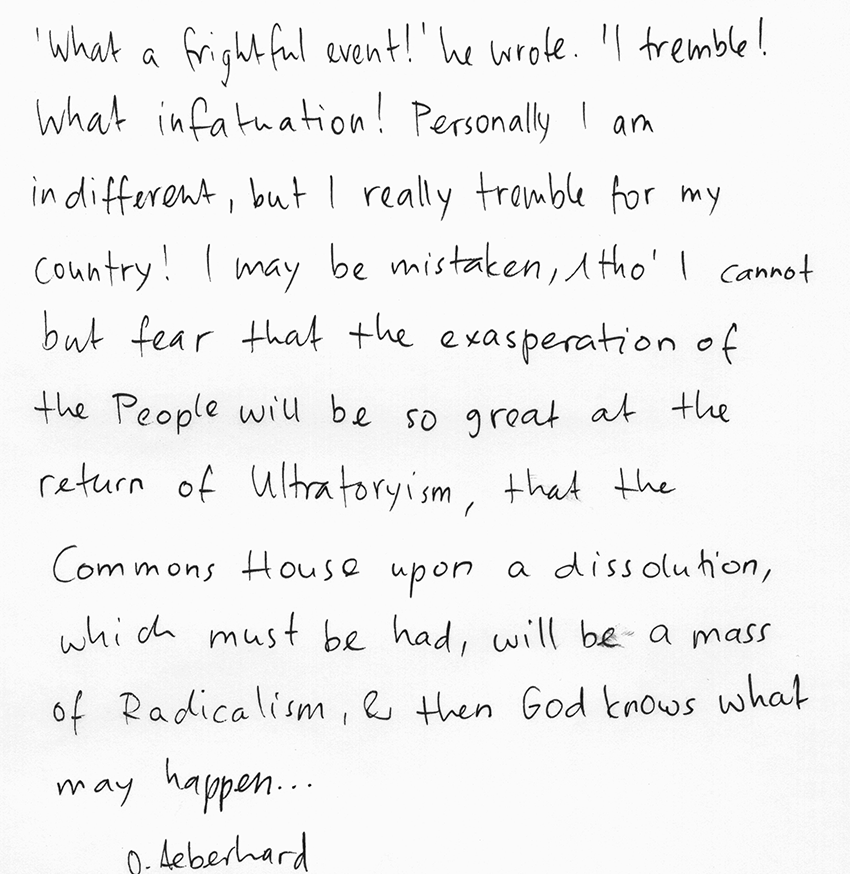 'What a frightful event!' he wrote. 'I tremble!
What infatuation! Personally I am
indifferent, but I really tremble for my
country! I may be mistaken, Altho' I cannot
but fear that the exasperation of
the People will be so great at the
return of Ultratoryism, that the
Commons House upon a dissolution,
which must be had, will be a mass
of Radicalism, & then God knows what
may happen...
O. Aeberhard